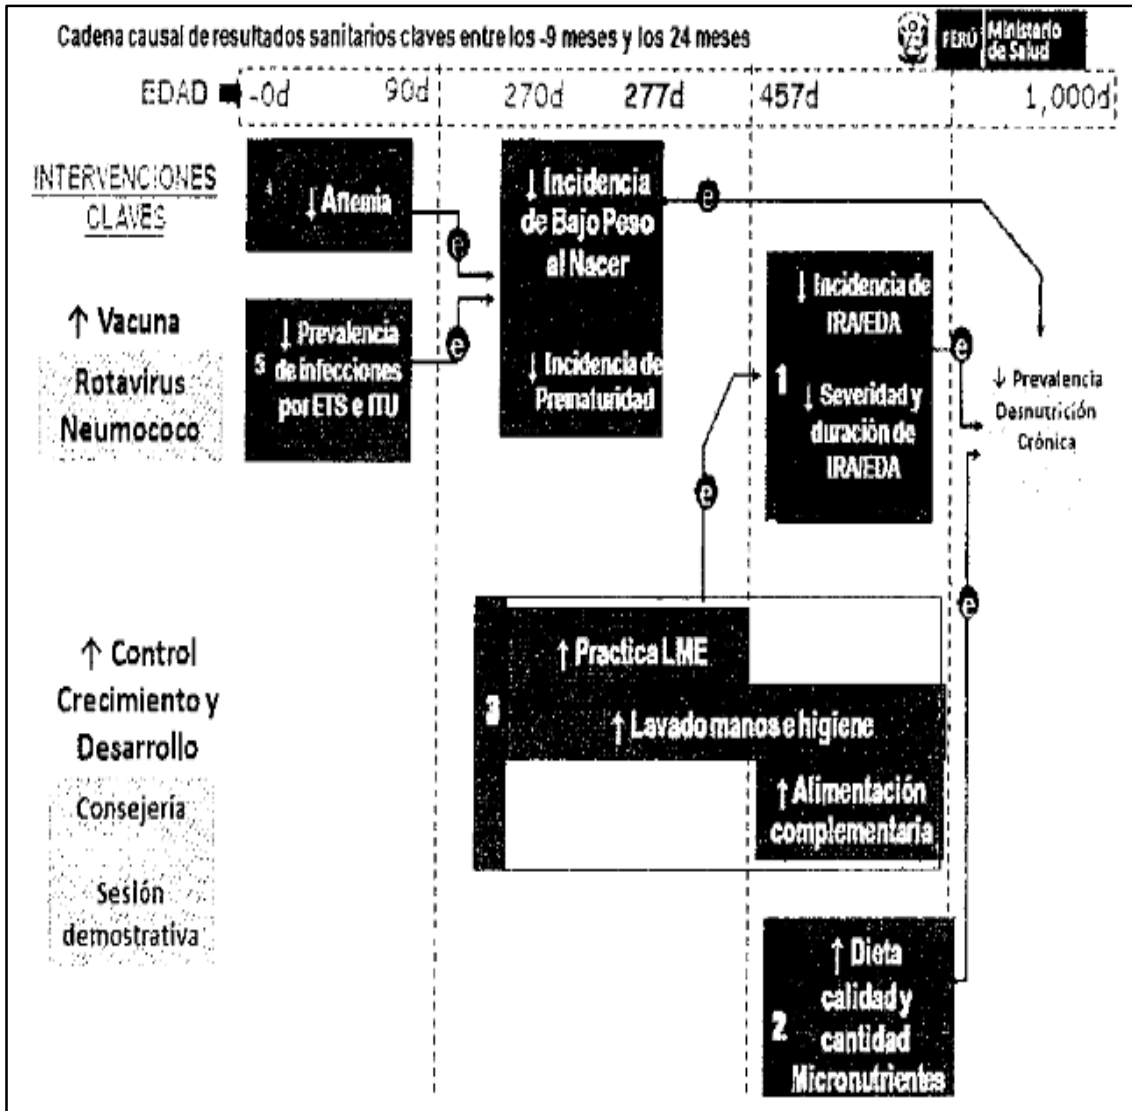 Cadena causal de resultados sanitarios claves entre los -9 meses y los 24 meses
PERÚ
Ministerio
de Salud
EDAD
-0d
90d
270d
277d
457d
1,000d
INTERVENCIONES
CLAVES
↑ Vacuna
Rotavirus
Neumococo
↑ Control
Crecimiento y
Desarrollo
Consejería
Sesión
demostrativa
↓ Anemia
e
5
↓ Prevalencia
de infecciones
por ETS e ITU
e
↓ Incidencia
de Bajo Peso
al Nacer
↓ Incidencia de
Prematuridad
e
1
↓ Incidencia de
IRA/EDA
↓ Severidad y
duración de
IRA/EDA
e
e
↓ Prevalencia
Desnutrición
Crónica
3
↑ Practica LME
↑ Lavado manos e higiene
↑ Alimentación
complementaria
e
2
↑ Dieta
calidad y
cantidad
Micronutrientes